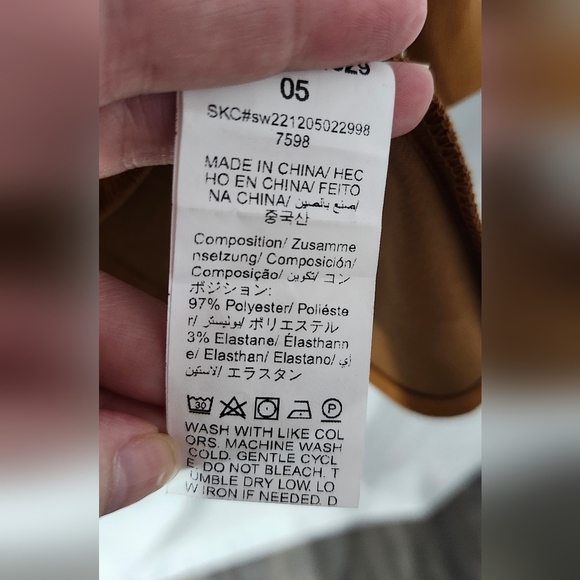 05
SKC#sw221205022998
7598
MADE IN CHINA/ HEC
HO EN CHINA/ FEITO
NA CHINA/ صنع بالصين/
중국산
Composition/ Zusamme
nsetzung/ Composición/
Composição/ تكوين/ コン
ポジション:
97% Polyester/ Poliéste
r/ بوليستر/ ポリエステル
3% Elastane/ Élasthann
e/ Elasthan/ Elastano/ أي
لاستين/ エラスタン
30
P
WASH WITH LIKE COL
ORS. MACHINE WASH
COLD. GENTLE CYCL
E. DO NOT BLEACH. T
UMBLE DRY LOW. LO
W IRON IF NEEDED. D